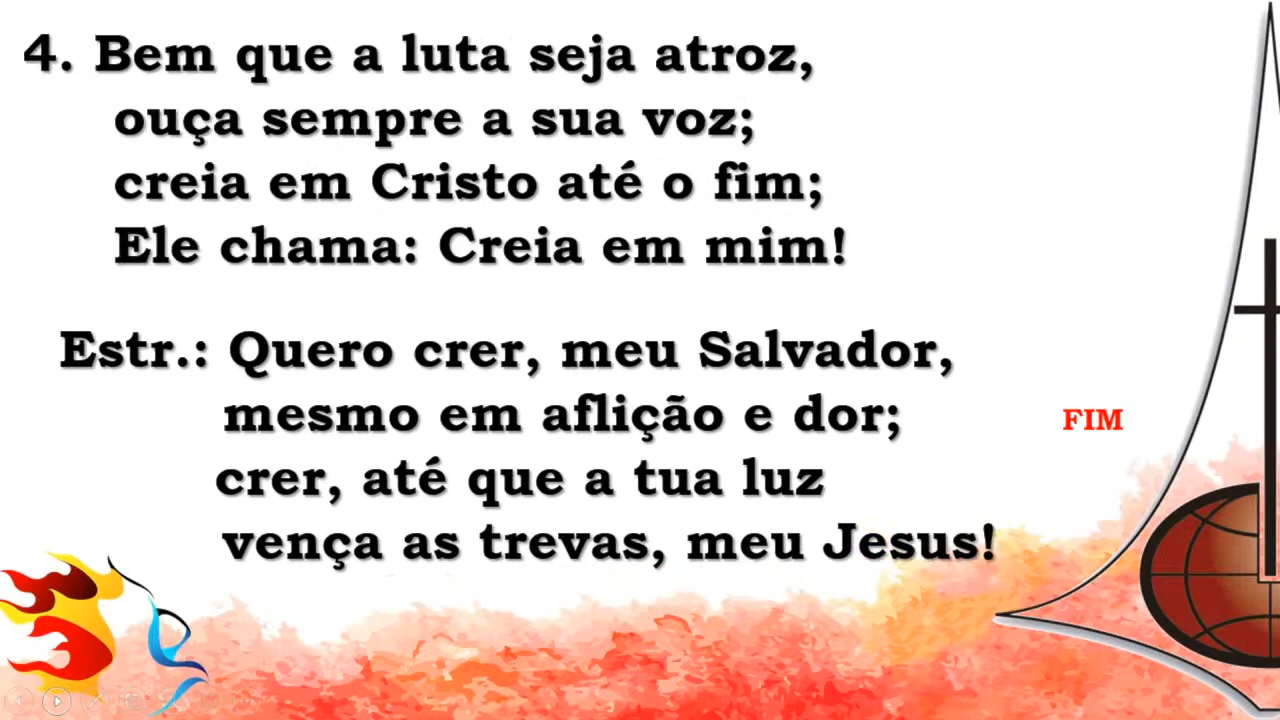 4. Bem que a luta seja atroz,
ouça sempre a sua voz;
creia em Cristo até o fim;
Ele chama: Creia em mim!
Estr.: Quero crer, meu Salvador,
mesmo em aflição e dor;
FIM
crer, até que a tua luz
vença as trevas, meu Jesus!